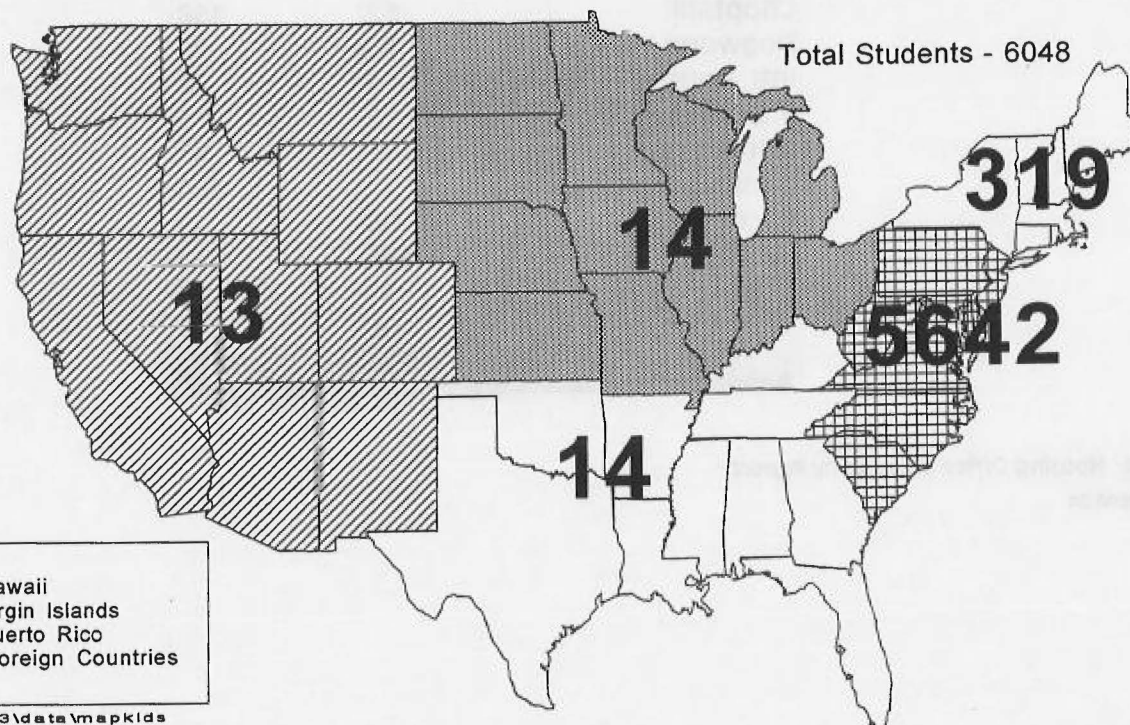 Total Students - 6048
319
14
13
5642
14
awaii
rgin Islands
uerto Rico
oreign Countries
3\data\mapkids